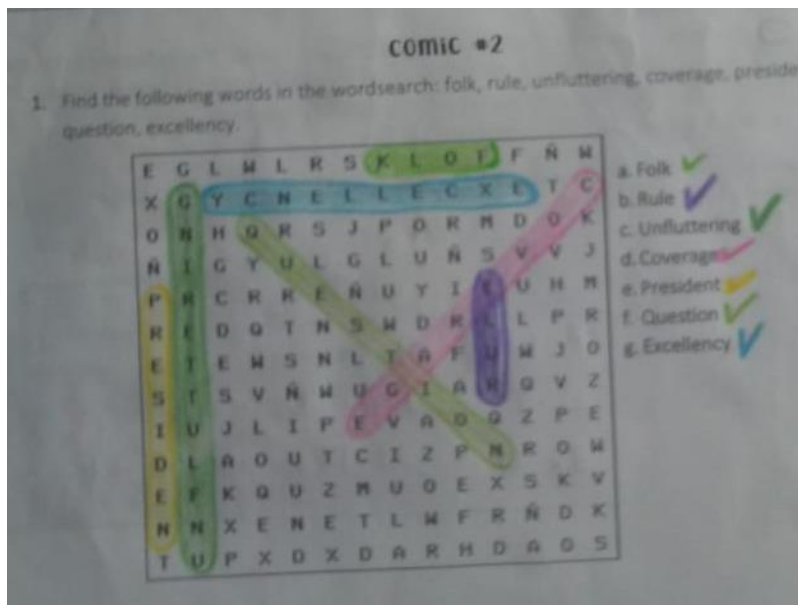 COMIC #2
1. Find the following words in the wordsearch: folk, rule, unfluttering, coverage, preside
question, excellency.
E G L W L R S K L O F F Ñ W
X G Y C N E L L E C X E T C
O N H Q R S J P O R M D O K
Ñ I G Y U L G L U Ñ S V V J
P R C R R E Ñ U Y I E U H M
R E D Q T N S W D R L L P R
E T E W S N L T A F U W J O
S T S V Ñ W U G I A R Q V Z
I U J L I P E V A O Q Z P E
D L A O U T C I Z P N R O W
E F K Q U Z M U O E X S K V
N N X E N E T L W F R Ñ D K
T U P X D X D A R H D A O S
a. Folk
b. Rule
c. Unfluttering
d. Coverage
e. President
f. Question
g. Excellency